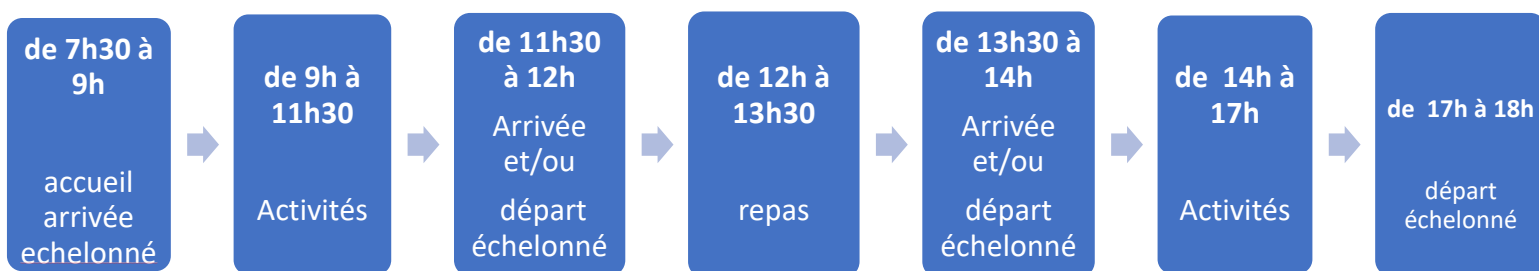 de 7h30 à
9h
accueil
arrivée
echelonné
de 9h à
11h30
Activités
de 11h30
à 12h
Arrivée
et/ou
départ
échelonné
de 12h à
13h30
repas
de 13h30 à
14h
Arrivée
et/ou
départ
échelonné
de 14h à
17h
Activités
de 17h à 18h
départ
échelonné